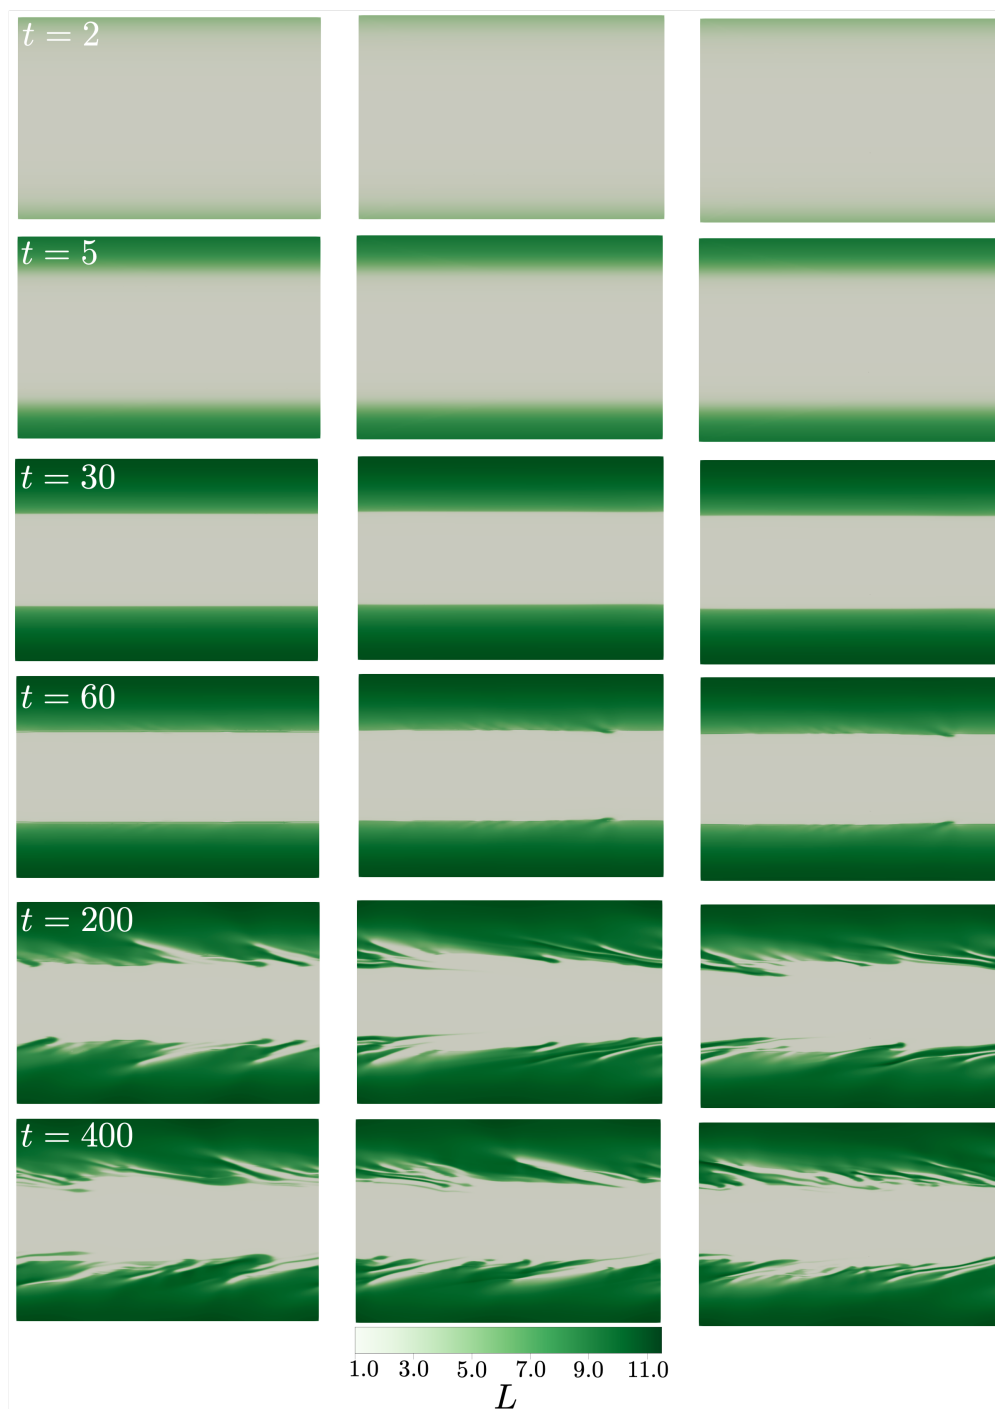 t = 2
t = 5
t = 30
t = 60
t = 200
t = 400
1.0 3.0 5.0 7.0 9.0 11.0
L